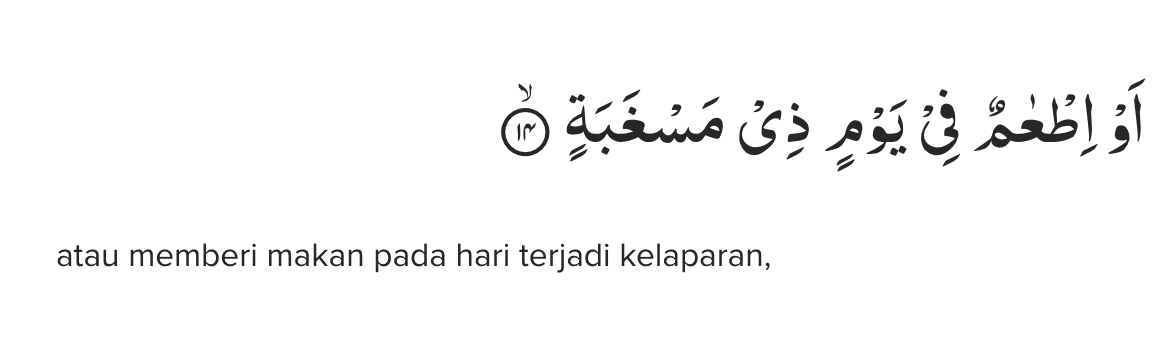 اَوْ اِطْعٰمٌ فِيْ يَوْمٍ ذِيْ مَسْغَبَةٍ ۙ ١٤
atau memberi makan pada hari terjadi kelaparan,